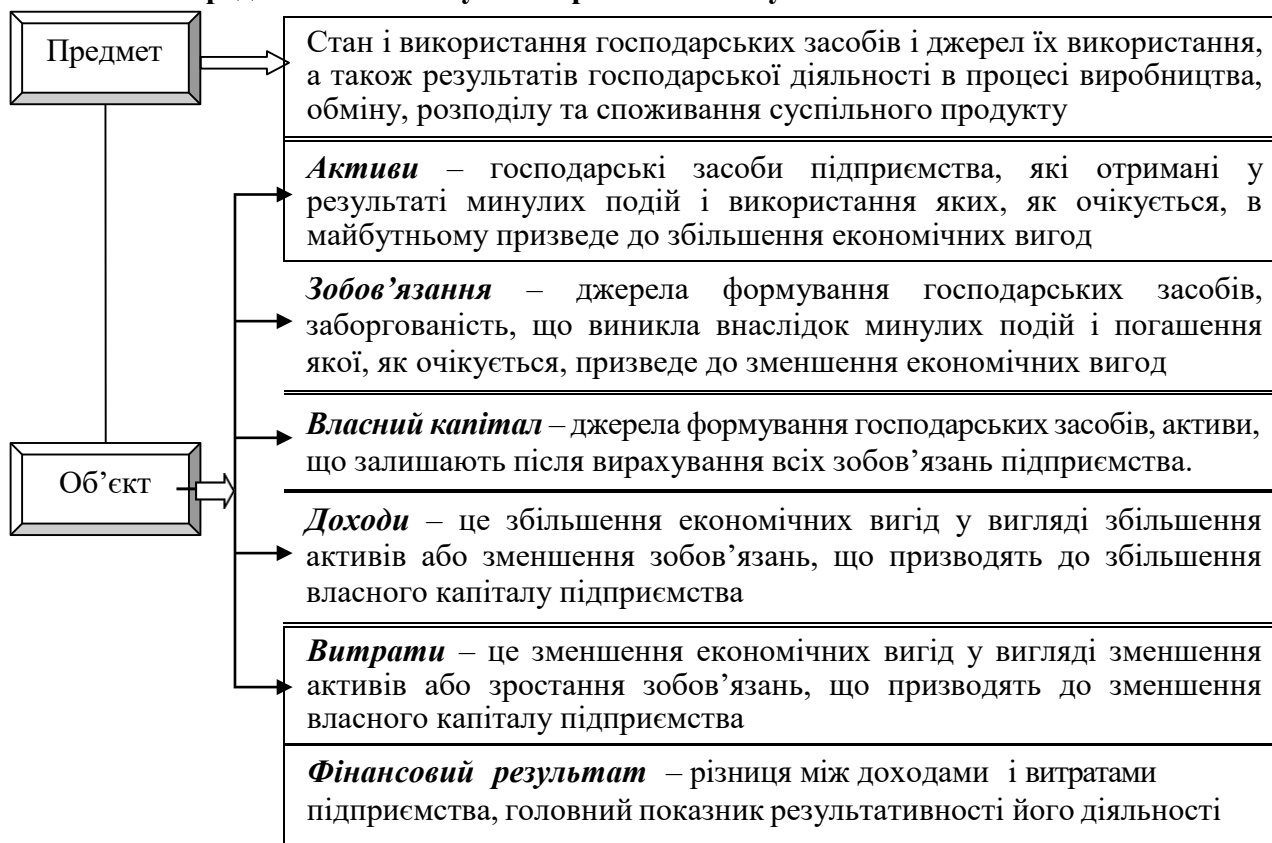 Предмет
Стан і використання господарських засобів і джерел їх використання,
а також результатів господарської діяльності в процесі виробництва,
обміну, розподілу та споживання суспільного продукту
Активи – господарські засоби підприємства, які отримані у
результаті минулих подій і використання яких, як очікується, в
майбутньому призведе до збільшення економічних вигод
Зобов’язання – джерела формування господарських засобів,
заборгованість, що виникла внаслідок минулих подій і погашення
якої, як очікується, призведе до зменшення економічних вигод
Власний капітал – джерела формування господарських засобів, активи,
що залишають після вирахування всіх зобов’язань підприємства.
Об’єкт
Доходи – це збільшення економічних вигід у вигляді збільшення
активів або зменшення зобов’язань, що призводять до збільшення
власного капіталу підприємства
Витрати – це зменшення економічних вигід у вигляді зменшення
активів або зростання зобов’язань, що призводять до зменшення
власного капіталу підприємства
Фінансовий результат – різниця між доходами і витратами
підприємства, головний показник результативності його діяльності